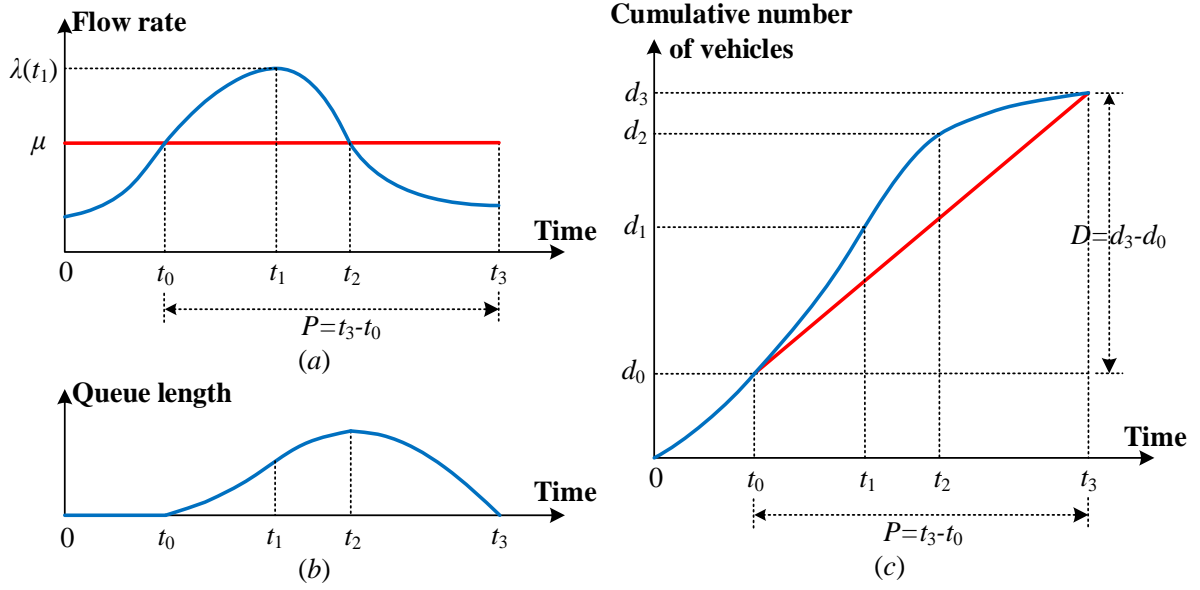 Flow rate
λ(t1)
μ
Time
0
t0
t1
t2
t3
P=t3-t0
(a)
Queue length
Time
0
t0
t1
t2
t3
(b)
Cumulative number
of vehicles
d3
d2
d1
D=d3-d0
d0
Time
0
t0
t1
t2
t3
P=t3-t0
(c)